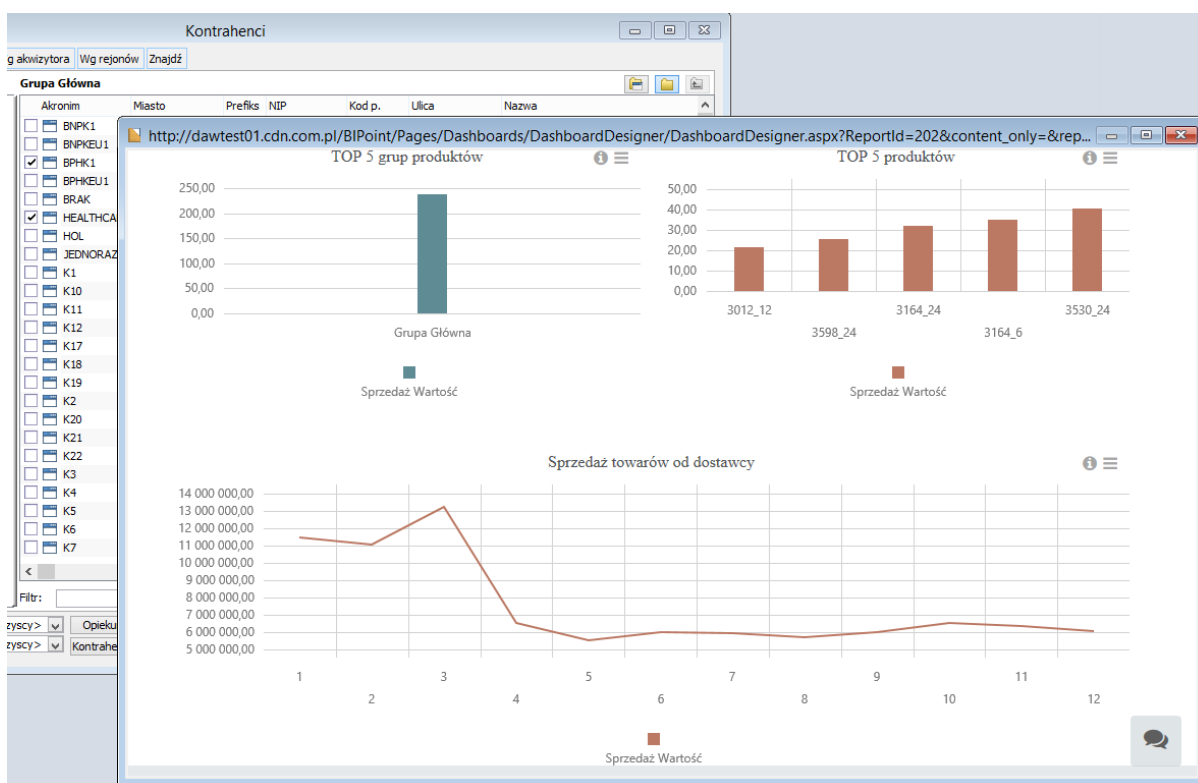 Kontrahenci
g akwizytora Wg rejonów Znajdź
Grupa Główna
Akronim Miasto Prefiks NIP Kod p. Ulica Nazwa
BNPK1
BNPKEU1
BPHK1
BPHKEU1
BRAK
HEALTHCA
HOL
JEDNORAZ
K1
K10
K11
K12
K17
K18
K19
K2
K20
K21
K22
K3
K4
K5
K6
K7
Filtr:
zyscy> Opieku
zyscy> Kontrahe
http://dawtest01.cdn.com.pl/BIPoint/Pages/Dashboards/DashboardDesigner/DashboardDesigner.aspx?ReportId=202&content_only=&rep...
TOP 5 grup produktów
250,00
200,00
150,00
100,00
50,00
0,00
Grupa Główna
Sprzedaż Wartość
TOP 5 produktów
50,00
40,00
30,00
20,00
10,00
0,00
3012_12 3164_24 3530_24
3598_24 3164_6
Sprzedaż Wartość
Sprzedaż towarów od dostawcy
14 000 000,00
13 000 000,00
12 000 000,00
11 000 000,00
10 000 000,00
9 000 000,00
8 000 000,00
7 000 000,00
6 000 000,00
5 000 000,00
1 3 5 7 9 11
2 4 6 8 10 12
Sprzedaż Wartość